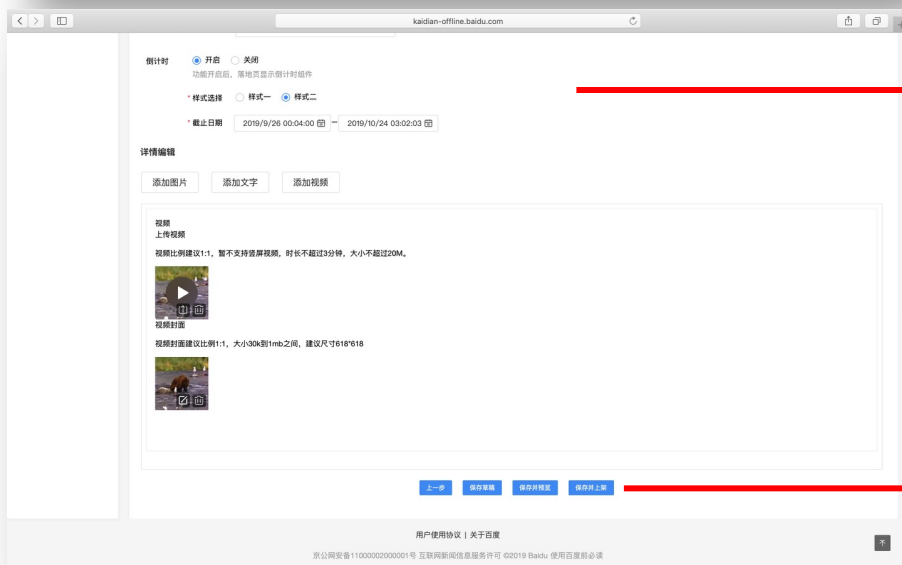 kaidian-offline.baidu.com
倒计时 开启 关闭
功能开启后，落地页显示倒计时组件
* 样式选择 样式一 样式二
* 截止日期 2019/9/26 00:04:00 – 2019/10/24 03:02:03
详情编辑
添加图片 添加文字 添加视频
视频
上传视频
视频比例建议1:1，暂不支持竖屏视频，时长不超过3分钟，大小不超过20M。
视频封面
视频封面建议比例1:1，大小30k到1mb之间，建议尺寸618*618
上一步 保存草稿 保存并预览 保存并上架
用户使用协议 | 关于百度
京公网安备11000002000001号 互联网新闻信息服务许可 ©2019 Baidu 使用百度前必读